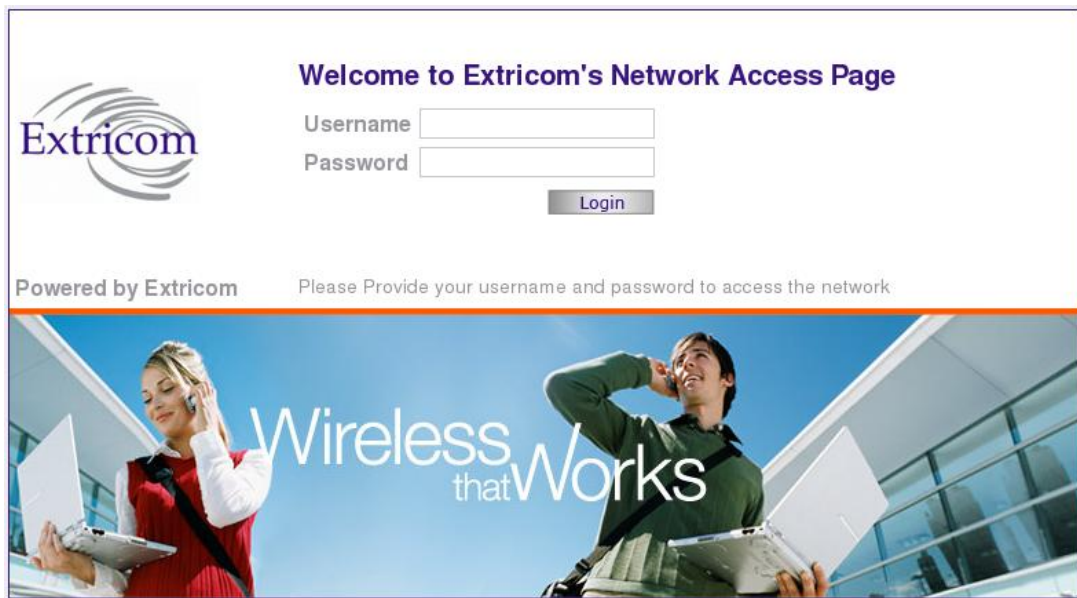 Welcome to Extricom's Network Access Page
Extricom
Username
Password
Login
Powered by Extricom
Please Provide your username and password to access the network
Wireless
that Works